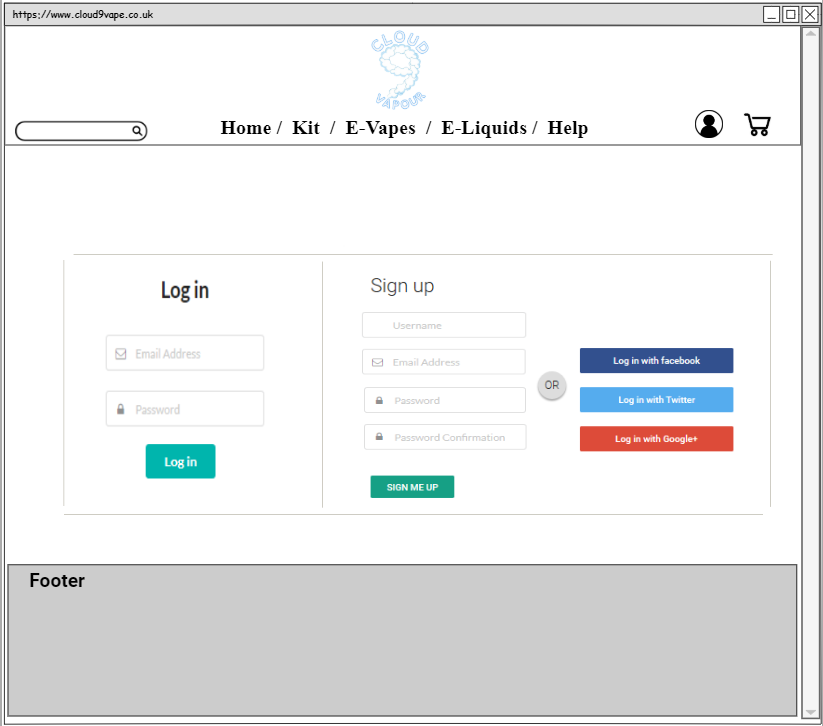 https://www.cloud9vape.co.uk
CLOUD
9
VAPOUR
Home / Kit / E-Vapes / E-Liquids / Help
Log in
Email Address
Password
Log in
Sign up
Username
Email Address
Password
Password Confirmation
SIGN ME UP
OR
Log in with facebook
Log in with Twitter
Log in with Google+
Footer